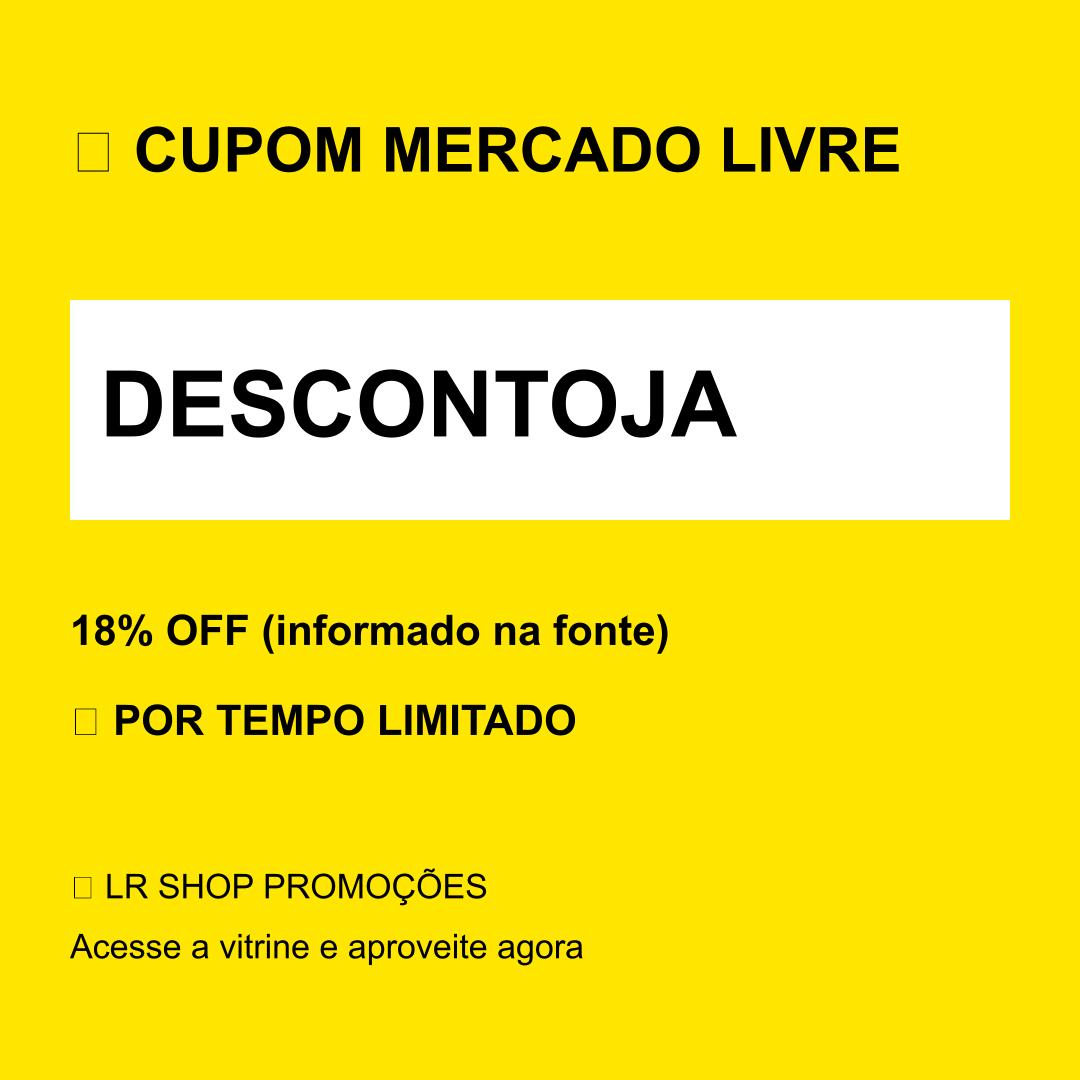 □ CUPOM MERCADO LIVRE
DESCONTOJA
18% OFF (informado na fonte)
□ POR TEMPO LIMITADO
□ LR SHOP PROMOÇÕES
Acesse a vitrine e aproveite agora